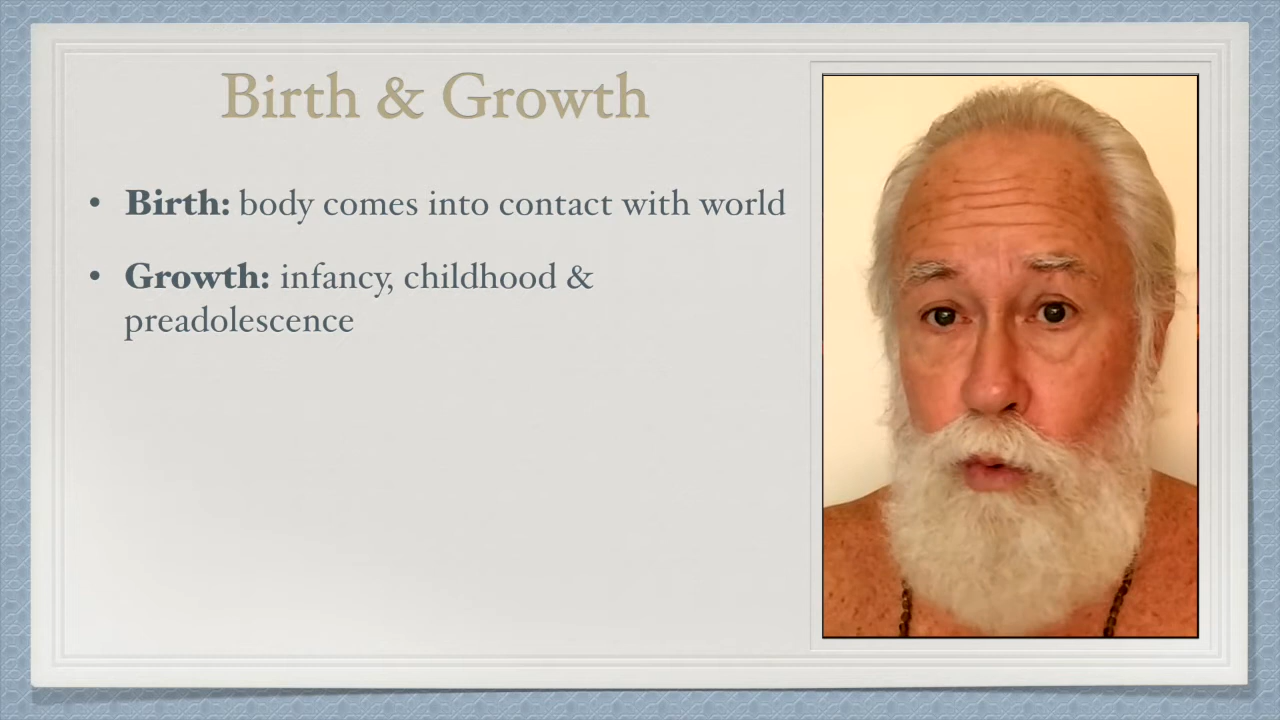 Birth & Growth
• Birth: body comes into contact with world
• Growth: infancy, childhood &
preadolescence